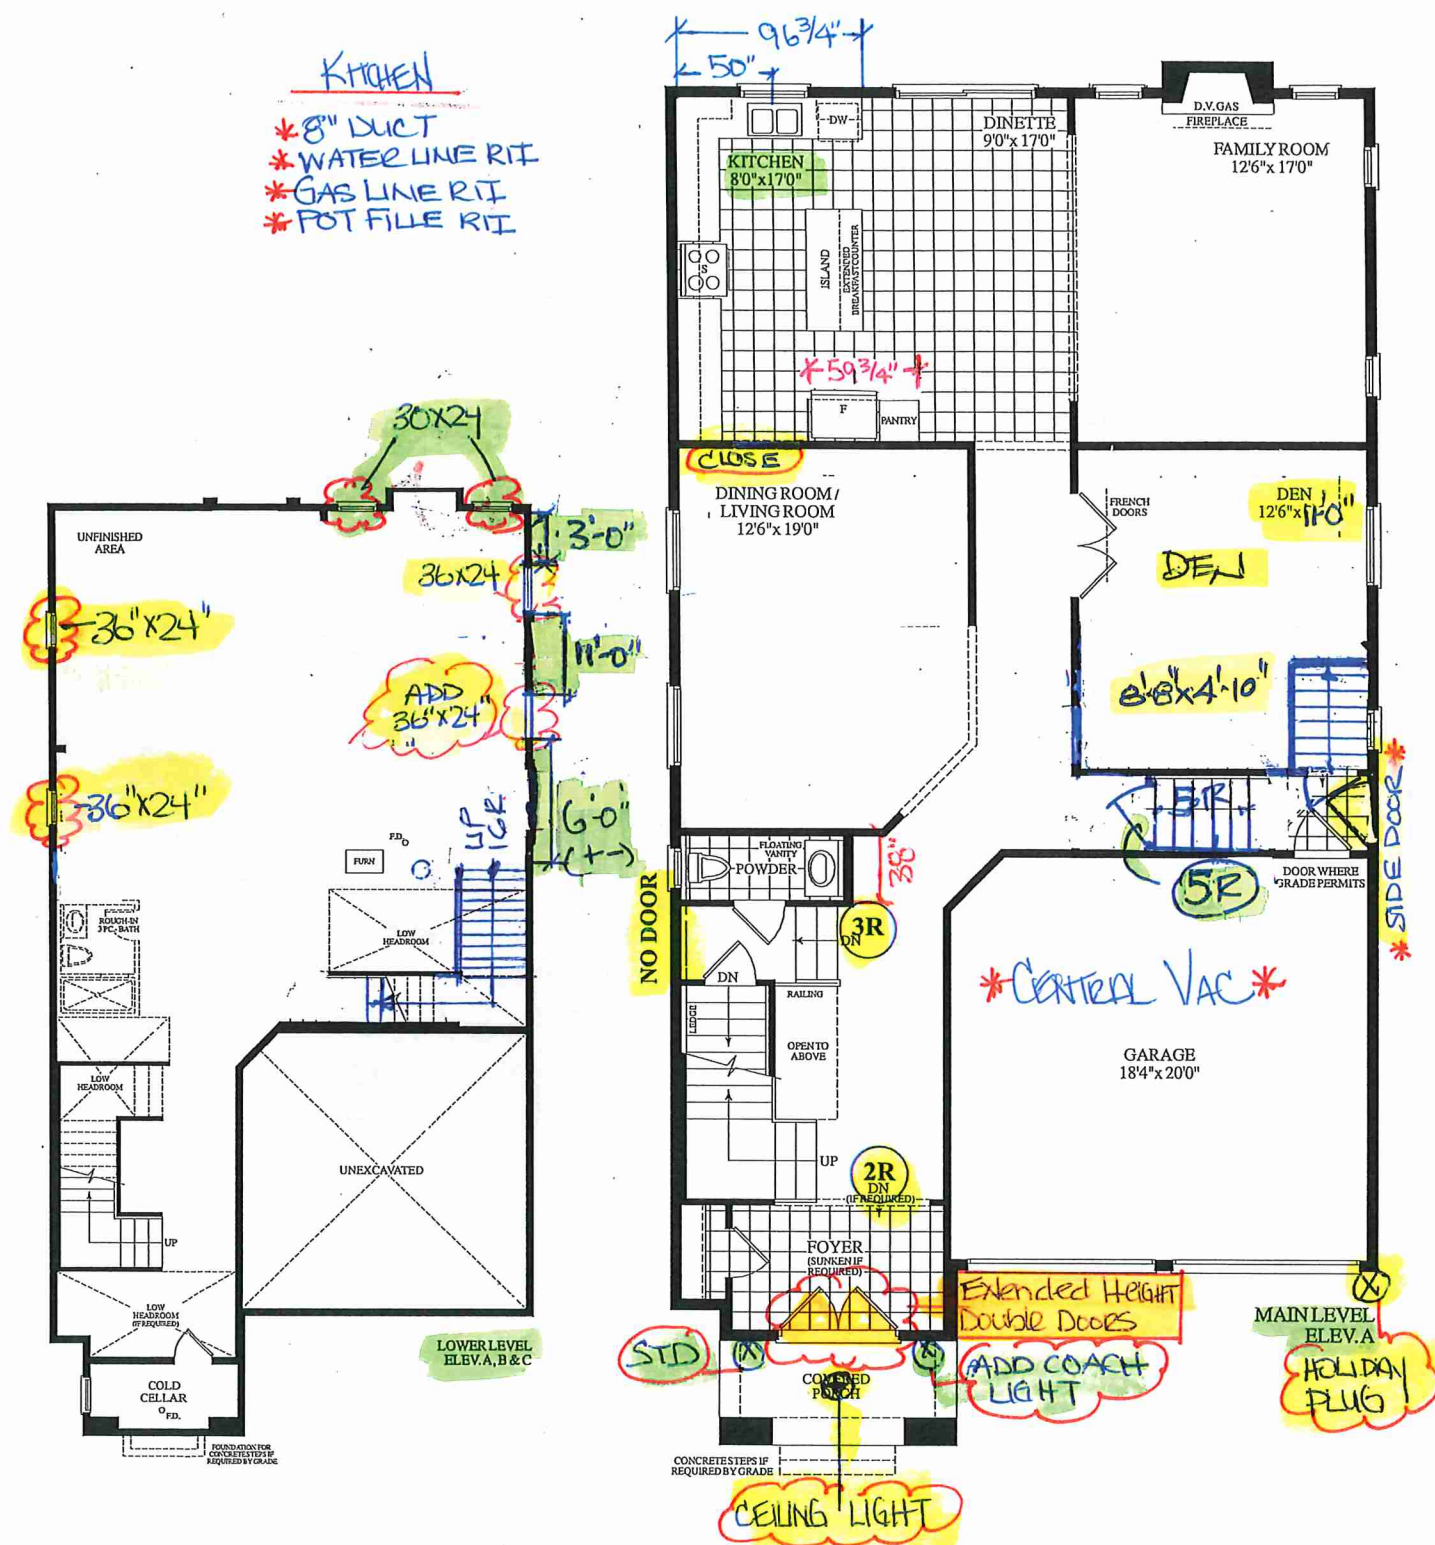 KITCHEN
* 8" DUCT
* WATER LINE RII
* GAS LINE RII
* POT FILLE RII
96 3/4"
50"
DW
KITCHEN
8'0"x17'0"
DINETTE
9'0"x 17'0"
D.V. GAS
FIREPLACE
FAMILY ROOM
12'6"x 17'0"
S
ISLAND
EXTENDED
BREAKFAST COUNTER
59 3/4"
F
PANTRY
CLOSE
DINING ROOM /
LIVING ROOM
12'6"x 19'0"
FRENCH
DOORS
DEN
12'6"x 11'0"
DEN
8'-8"x4'-10"
5R
5R
* SIDE DOOR *
DOOR WHERE
GRADE PERMITS
FLOATING
VANITY
POWDER
38"
NO DOOR
3R
DN
DN
RAILING
LEDGE
OPEN TO
ABOVE
* CENTRAL VAC *
GARAGE
18'4"x 20'0"
UP
2R
DN
(IF REQUIRED)
FOYER
(SUNKEN IF
REQUIRED)
Extended HEIGHT
Double Doors
STD
X
X
ADD COACH
LIGHT
COVERED
PORCH
X
MAIN LEVEL
ELEV. A
HOLIDAY
PLUG
CONCRETE STEPS IF
REQUIRED BY GRADE
CEILING LIGHT
30X24
UNFINISHED
AREA
3'-0"
36X24
36"X24"
11'-0"
ADD
36"X24"
36"X24"
6'-0"
(+-)
UP
16R
F.D.
FURN
ROUGH-IN
3 PC. BATH
LOW
HEADROOM
LOW
HEADROOM
UNEXCAVATED
UP
LOW
HEADROOM
(IF REQUIRED)
LOWER LEVEL
ELEV. A, B & C
COLD
CELLAR
F.D.
FOUNDATION FOR
CONCRETE STEPS IF
REQUIRED BY GRADE